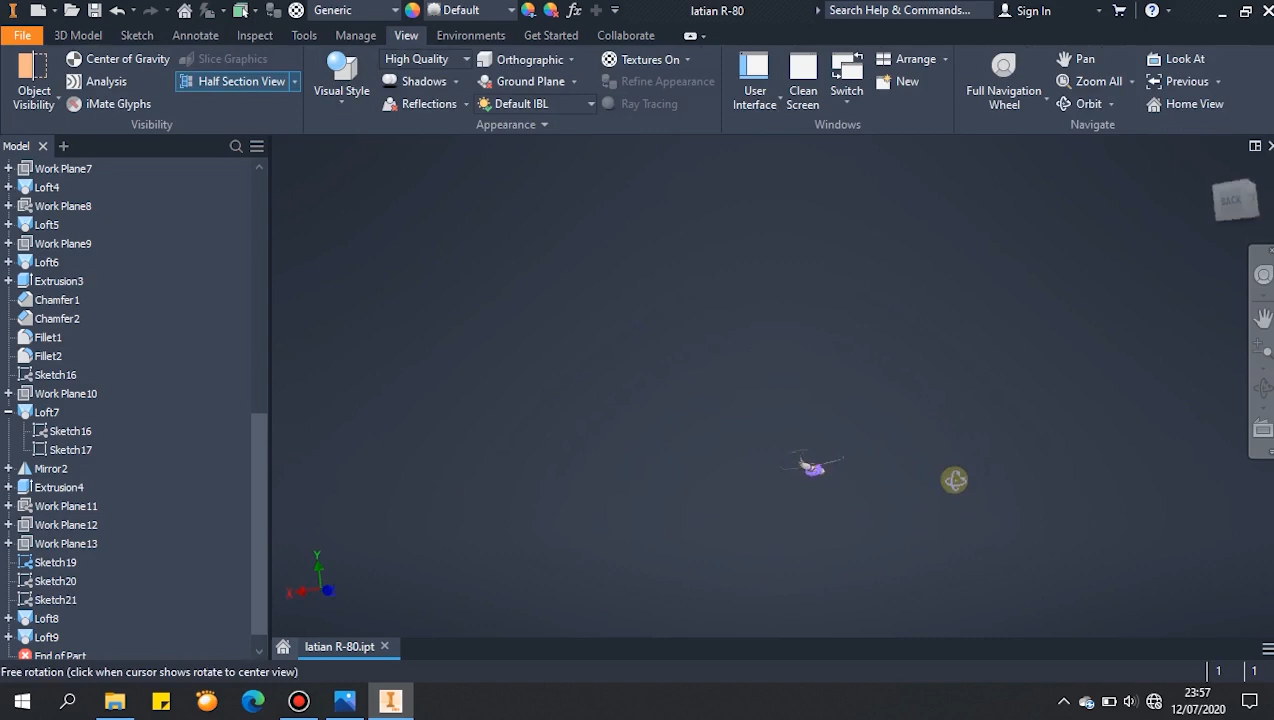 Generic
Default
fx
latian R-80
Search Help & Commands...
Sign In
File
3D Model
Sketch
Annotate
Inspect
Tools
Manage
View
Environments
Get Started
Collaborate
Object
Visibility
Center of Gravity
Analysis
iMate Glyphs
Slice Graphics
Half Section View
Visibility
Visual Style
High Quality
Shadows
Reflections
Orthographic
Ground Plane
Default IBL
Textures On
Refine Appearance
Ray Tracing
Appearance
User
Interface
Clean
Screen
Switch
Arrange
New
Windows
Full Navigation
Wheel
Pan
Zoom All
Orbit
Look At
Previous
Home View
Navigate
Model
Work Plane7
Loft4
Work Plane8
Loft5
Work Plane9
Loft6
Extrusion3
Chamfer1
Chamfer2
Fillet1
Fillet2
Sketch16
Work Plane10
Loft7
Sketch16
Sketch17
Mirror2
Extrusion4
Work Plane11
Work Plane12
Work Plane13
Sketch19
Sketch20
Sketch21
Loft8
Loft9
End of Part
BACK
Y
X
latian R-80.ipt
Free rotation (click when cursor shows rotate to center view)
1
1
23:57
12/07/2020